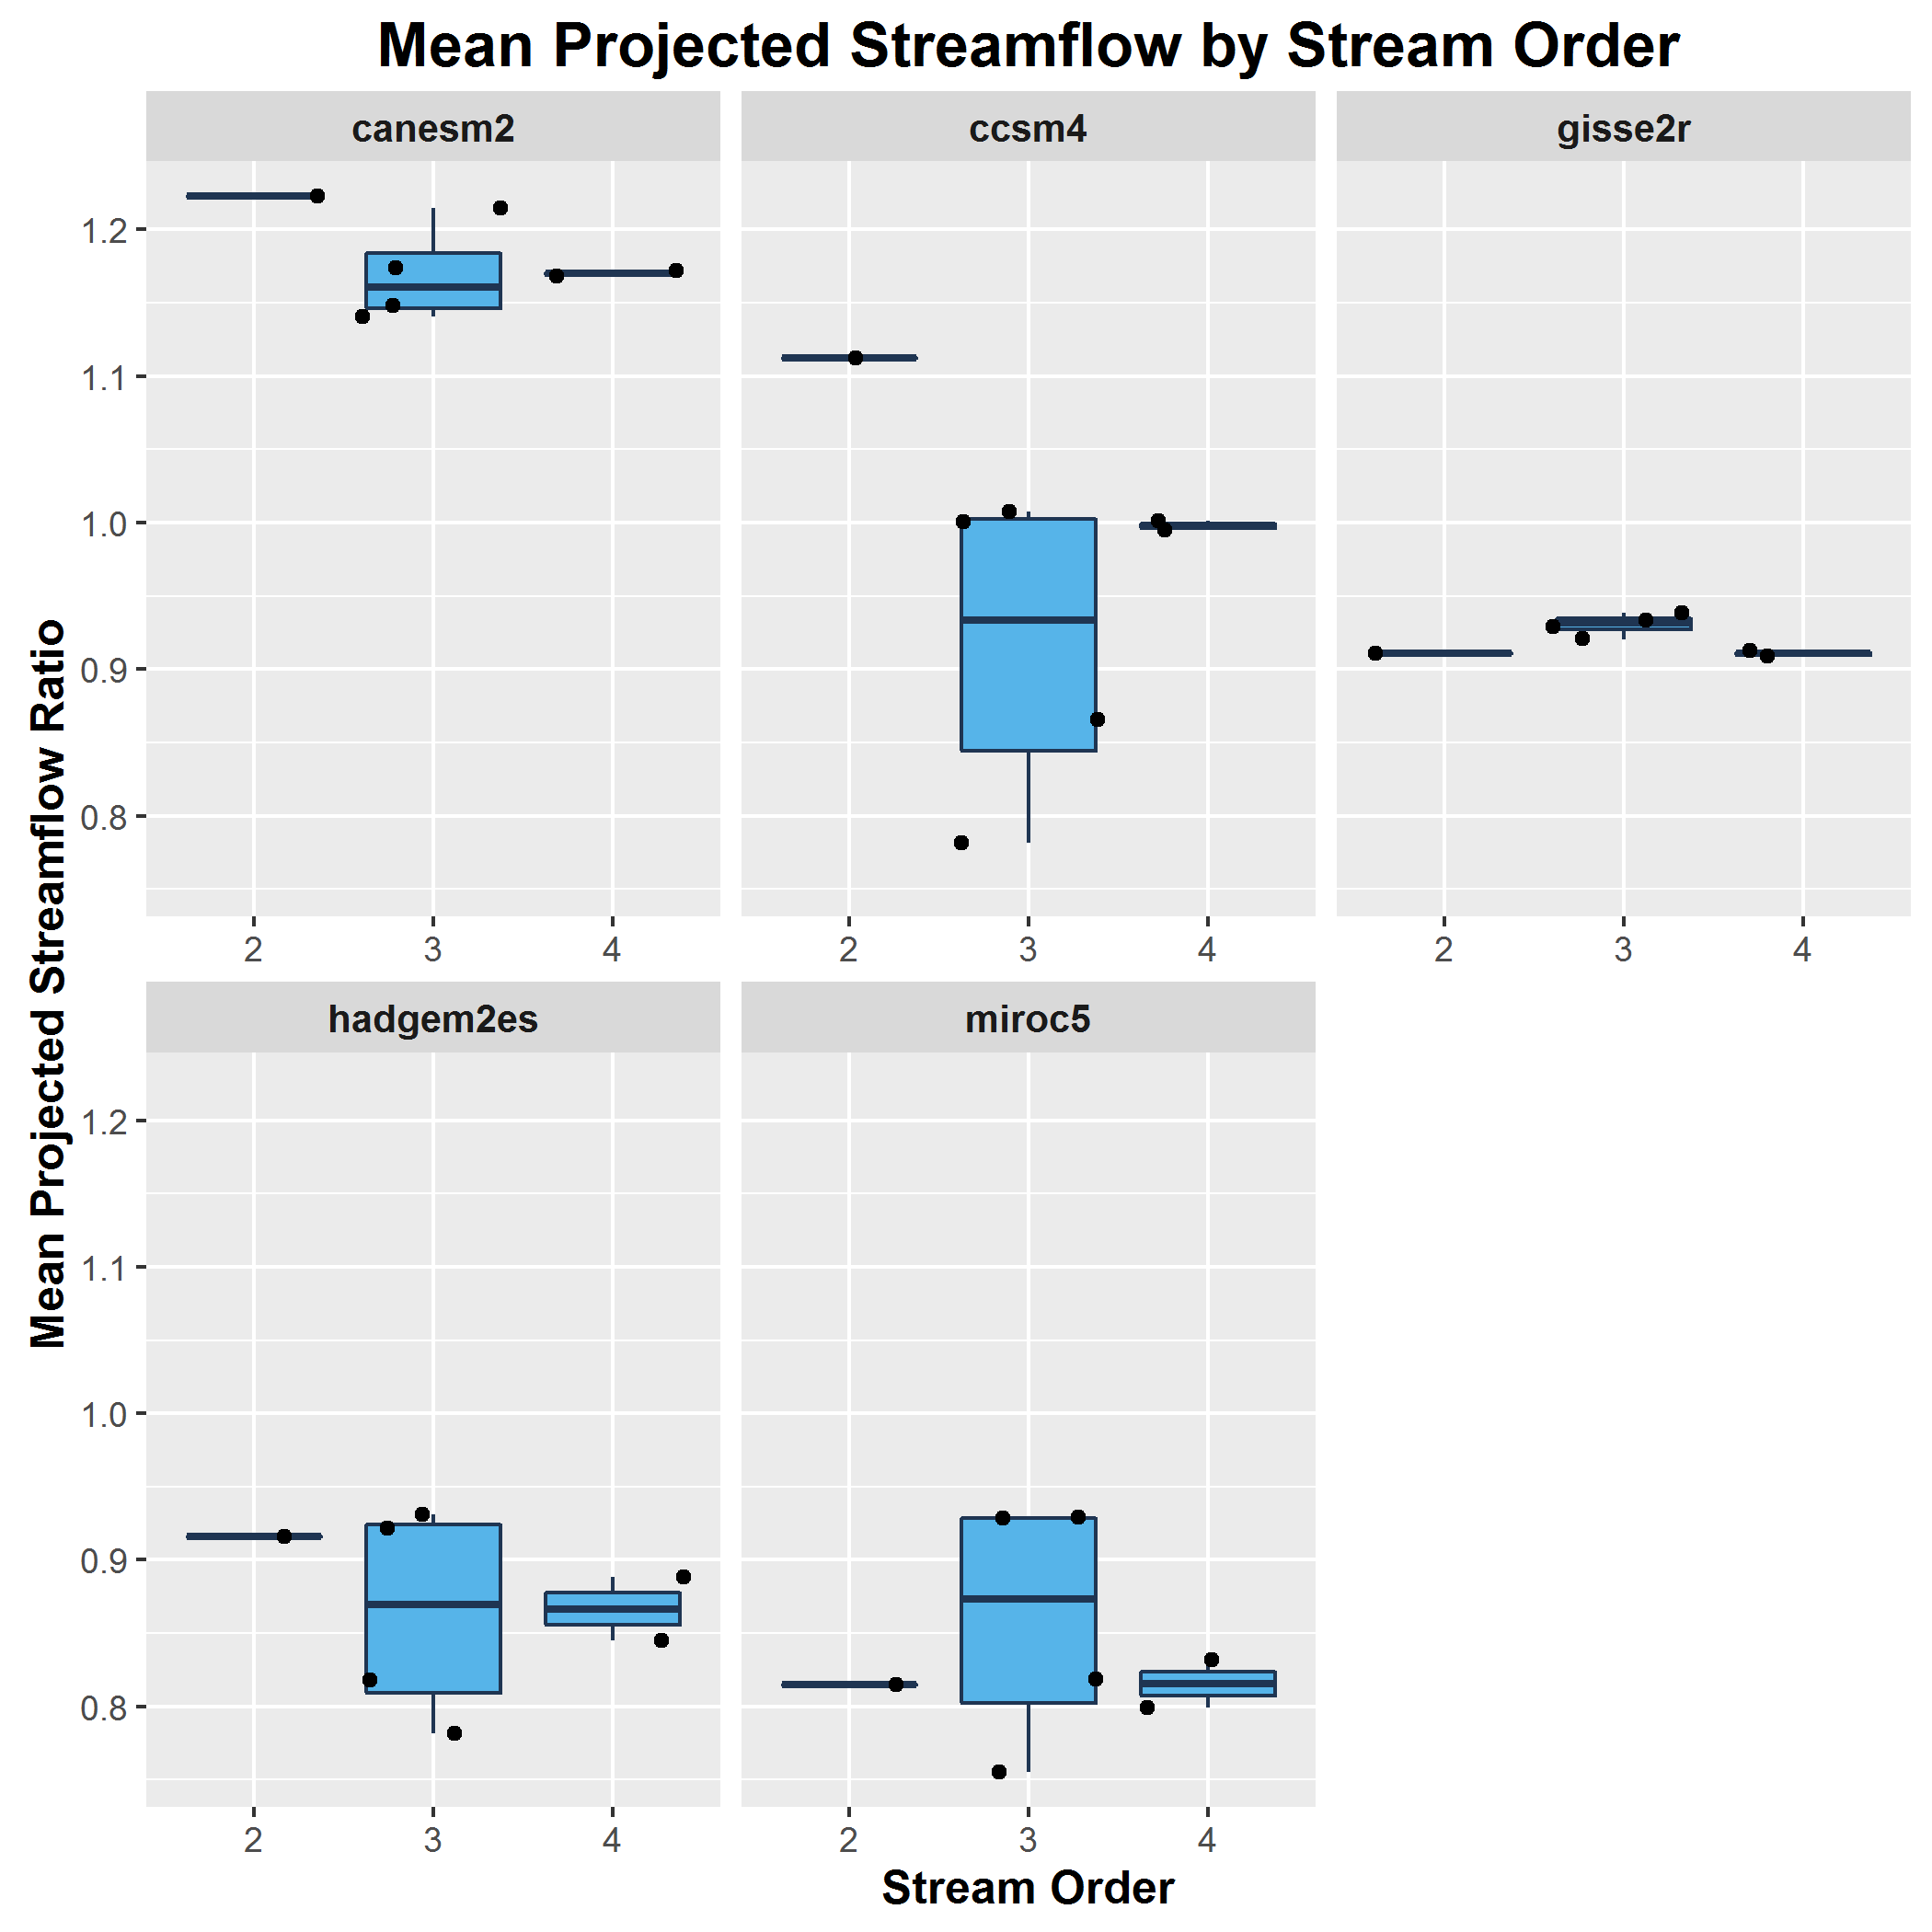 Mean Projected Streamflow by Stream Order
canesm2 ccsm4 gisse2r
1.2
1.1
1.0
0.9
0.8
2 3 4 2 3 4 2 3 4
Mean Projected Streamflow Ratio
hadgem2es miroc5
1.2
1.1
1.0
0.9
0.8
2 3 4 2 3 4
Stream Order